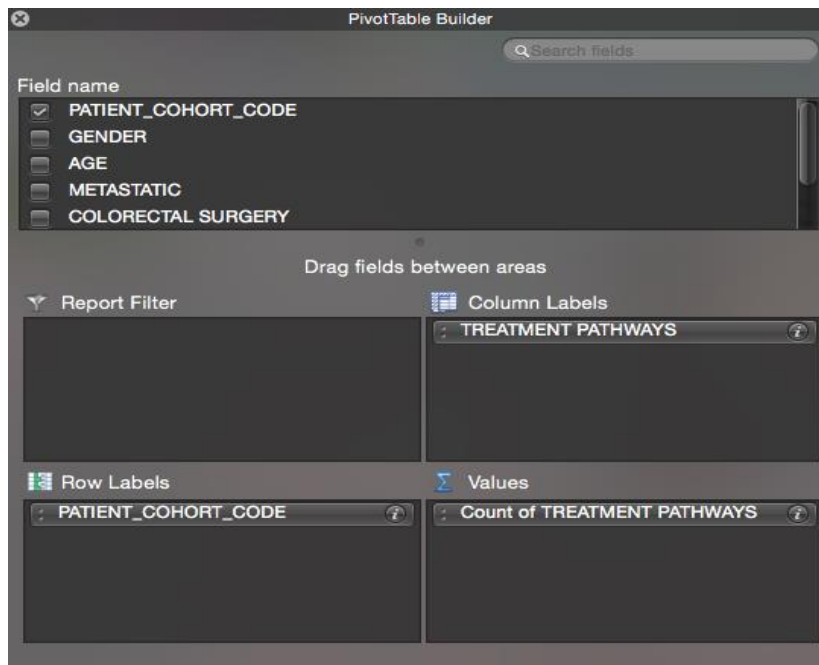 PivotTable Builder
Search fields
Field name
PATIENT_COHORT_CODE
GENDER
AGE
METASTATIC
COLORECTAL SURGERY
Drag fields between areas
Report Filter
Column Labels
TREATMENT PATHWAYS
Row Labels
Values
PATIENT_COHORT_CODE
Count of TREATMENT PATHWAYS